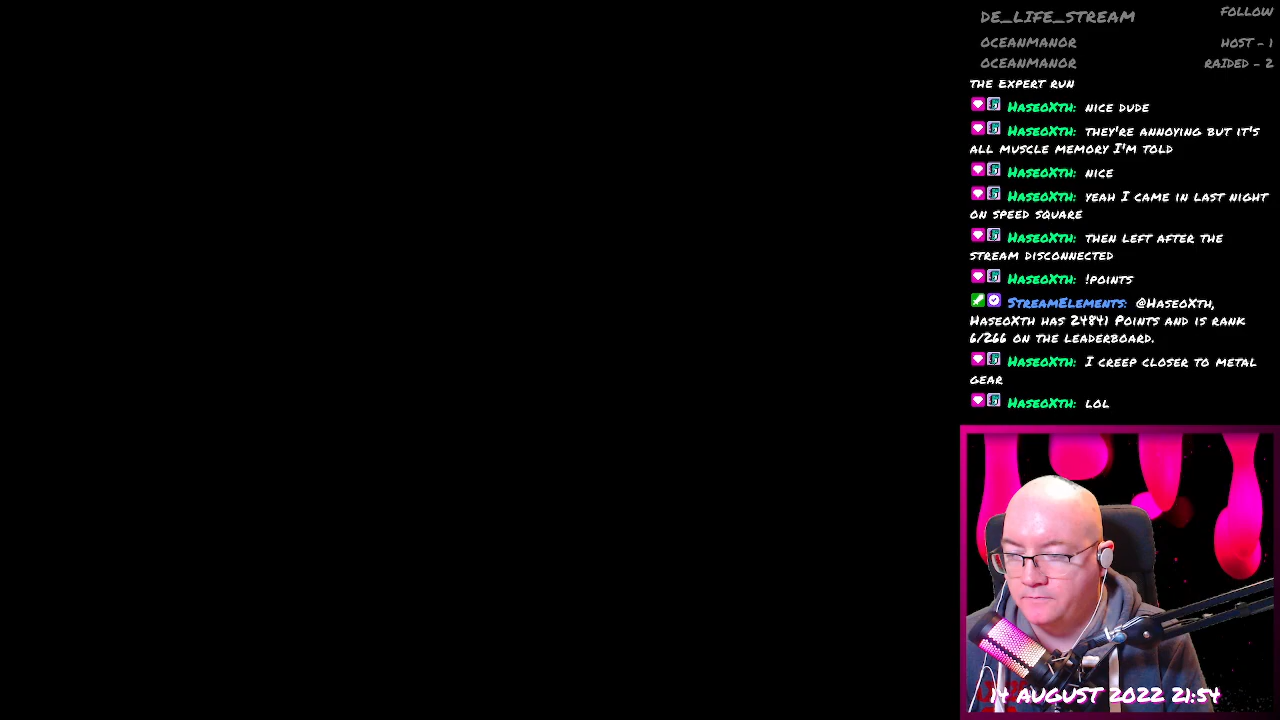 DE_LIFE_STREAM FOLLOW
OCEANMANOR HOST - 1
OCEANMANOR RAIDED - 2
THE EXPERT RUN
HASEOXTH: NICE DUDE
HASEOXTH: THEY'RE ANNOYING BUT IT'S
ALL MUSCLE MEMORY I'M TOLD
HASEOXTH: NICE
HASEOXTH: YEAH I CAME IN LAST NIGHT
ON SPEED SQUARE
HASEOXTH: THEN LEFT AFTER THE
STREAM DISCONNECTED
HASEOXTH: !POINTS
STREAMELEMENTS: @HASEOXTH,
HASEOXTH HAS 24841 POINTS AND IS RANK
6/266 ON THE LEADERBOARD.
HASEOXTH: I CREEP CLOSER TO METAL
GEAR
HASEOXTH: LOL
14 AUGUST 2022 21:54